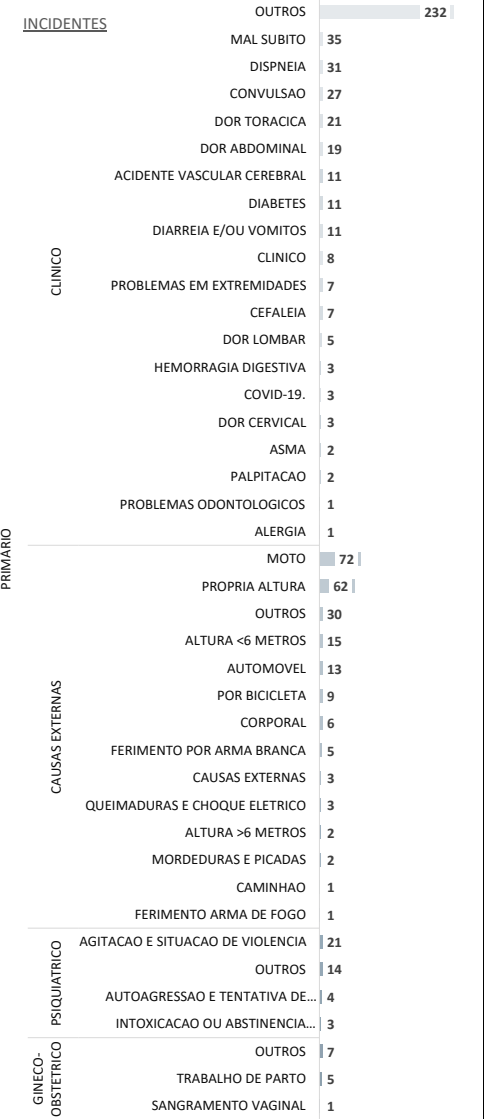 INCIDENTES
PRIMÁRIO
CLINICO
OUTROS 232
MAL SUBITO 35
DISPNEIA 31
CONVULSAO 27
DOR TORACICA 21
DOR ABDOMINAL 19
ACIDENTE VASCULAR CEREBRAL 11
DIABETES 11
DIARREIA E/OU VOMITOS 11
CLINICO 8
PROBLEMAS EM EXTREMIDADES 7
CEFALEIA 7
DOR LOMBAR 5
HEMORRAGIA DIGESTIVA 3
COVID-19. 3
DOR CERVICAL 3
ASMA 2
PALPITACAO 2
PROBLEMAS ODONTOLOGICOS 1
ALERGIA 1
CAUSAS EXTERNAS
MOTO 72
PROPRIA ALTURA 62
OUTROS 30
ALTURA <6 METROS 15
AUTOMOVEL 13
POR BICICLETA 9
CORPORAL 6
FERIMENTO POR ARMA BRANCA 5
CAUSAS EXTERNAS 3
QUEIMADURAS E CHOQUE ELETRICO 3
ALTURA >6 METROS 2
MORDEDURAS E PICADAS 2
CAMINHAO 1
FERIMENTO ARMA DE FOGO 1
PSIQUIATRICO
AGITACAO E SITUACAO DE VIOLENCIA 21
OUTROS 14
AUTOAGRESSAO E TENTATIVA DE... 4
INTOXICACAO OU ABSTINENCIA... 3
GINECO-
OBSTETRICO
OUTROS 7
TRABALHO DE PARTO 5
SANGRAMENTO VAGINAL 1